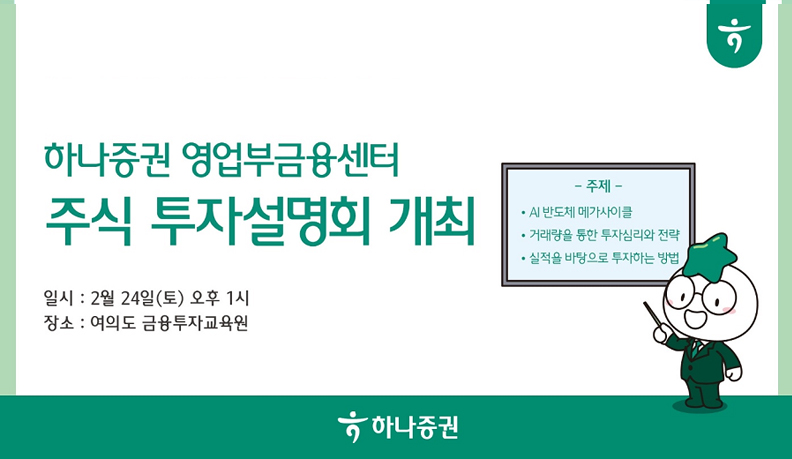 하나증권 영업부금융센터
주식 투자설명회 개최
일시 : 2월 24일(토) 오후 1시
장소 : 여의도 금융투자교육원
- 주제 -
• AI 반도체 메가사이클
• 거래량을 통한 투자심리와 전략
• 실적을 바탕으로 투자하는 방법
하나증권